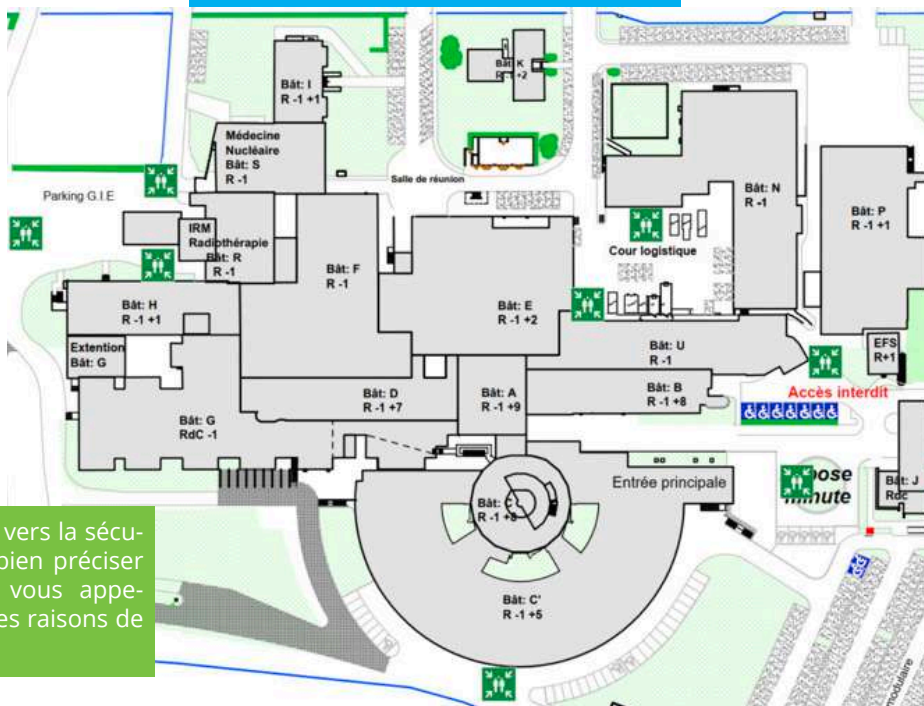 Bât: I
R -1 +1
Bât: K
+2
Médecine
Nucléaire
Bât: S
R -1
Salle de réunion
Parking G.I.E
Bât: N
R -1
Bât: P
R -1 +1
IRM
Radiothérapie
Bât: R
R -1
Cour logistique
Bât: F
R -1
Bât: H
R -1 +1
Bât: E
R -1 +2
Extention
Bât: G
Bât: U
R -1
EFS
R+1
Bât: D
R -1 +7
Bât: A
R -1 +9
Bât: B
R -1 +8
Accès interdit
Bât: G
RdC -1
Entrée principale
pose
minute
Bât: J
Rdc
Bât: C
R -1 +8
vers la sécu-
bien préciser
vous appe-
es raisons de
Bât: C'
R -1 +5
modulaire